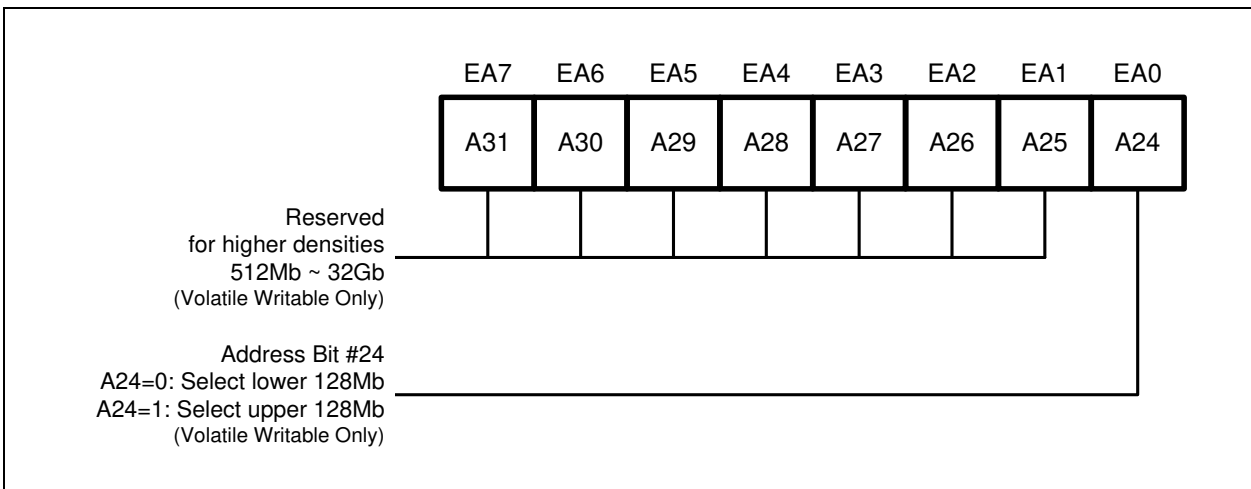 EA7 EA6 EA5 EA4 EA3 EA2 EA1 EA0
A31 A30 A29 A28 A27 A26 A25 A24
Reserved
for higher densities
512Mb ~ 32Gb
(Volatile Writable Only)
Address Bit #24
A24=0: Select lower 128Mb
A24=1: Select upper 128Mb
(Volatile Writable Only)